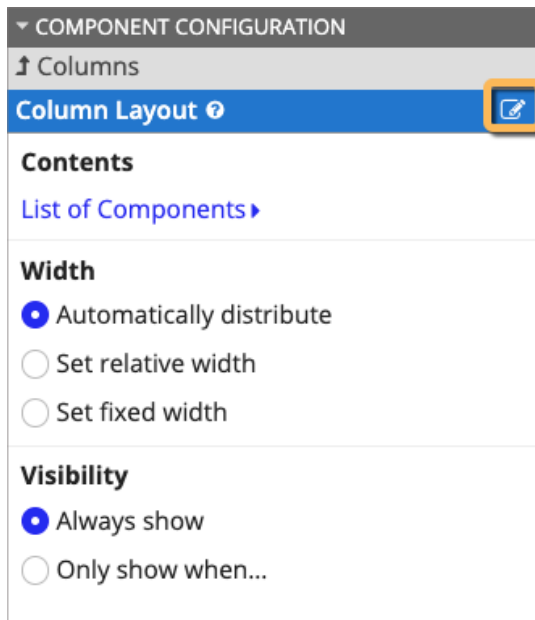 COMPONENT CONFIGURATION
Columns
Column Layout
Contents
List of Components
Width
Automatically distribute
Set relative width
Set fixed width
Visibility
Always show
Only show when...